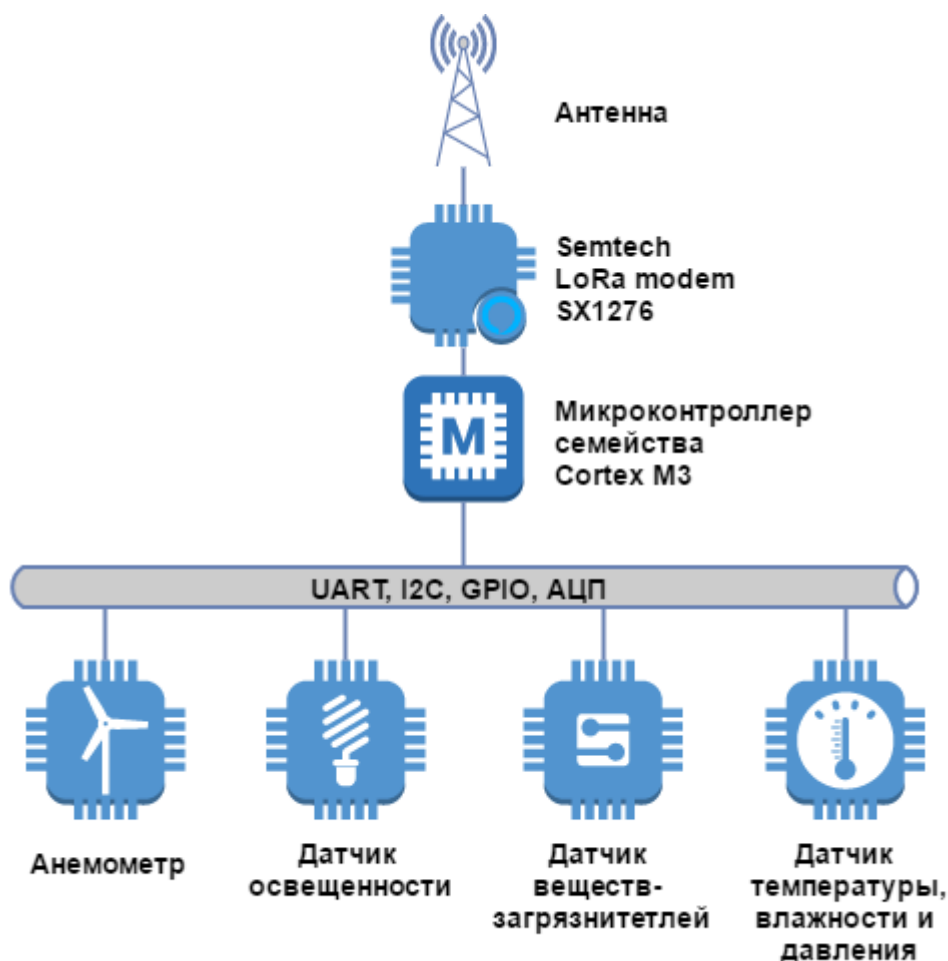 Антенна
Semtech
LoRa modem
SX1276
M
Микроконтроллер
семейства
Cortex M3
UART, I2C, GPIO, АЦП
Анемометр
Датчик
освещенности
Датчик
веществ-
загрязнитетлей
Датчик
температуры,
влажности и
давления